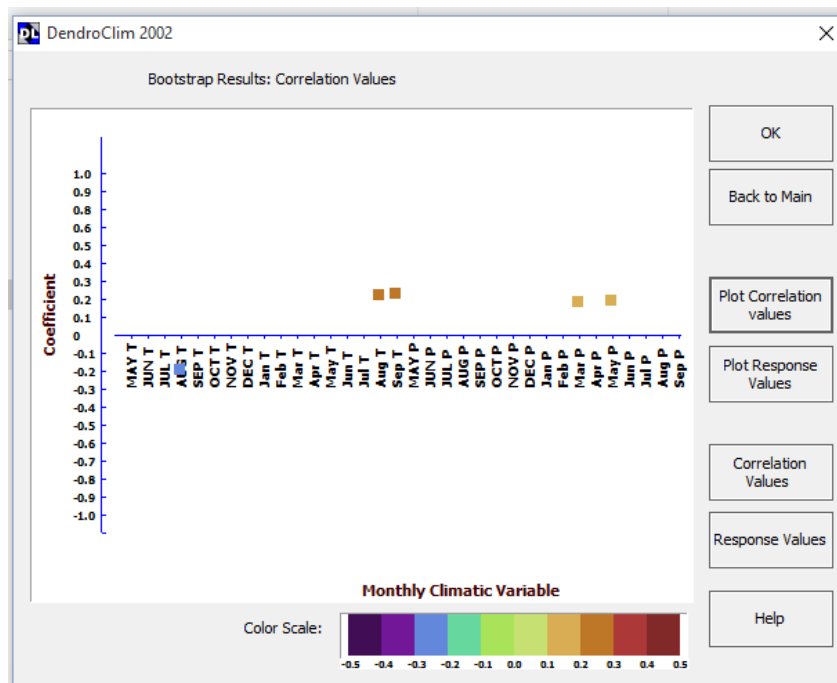 DendroClim 2002
Bootstrap Results: Correlation Values
1.0
0.9
0.8
0.7
0.6
0.5
0.4
0.3
0.2
0.1
0
-0.1
-0.2
-0.3
-0.4
-0.5
-0.6
-0.7
-0.8
-0.9
-1.0
Coefficient
MAY T
JUN T
JUL T
AUG T
SEP T
OCT T
NOV T
DEC T
Jan T
Feb T
Mar T
Apr T
May T
Jun T
Jul T
Aug T
Sep T
MAY P
JUN P
JUL P
AUG P
SEP P
OCT P
NOV P
DEC P
Jan P
Feb P
Mar P
Apr P
May P
Jun P
Jul P
Aug P
Sep P
Monthly Climatic Variable
Color Scale:
-0.5 -0.4 -0.3 -0.2 -0.1 0.0 0.1 0.2 0.3 0.4 0.5
OK
Back to Main
Plot Correlation
values
Plot Response
Values
Correlation
Values
Response Values
Help